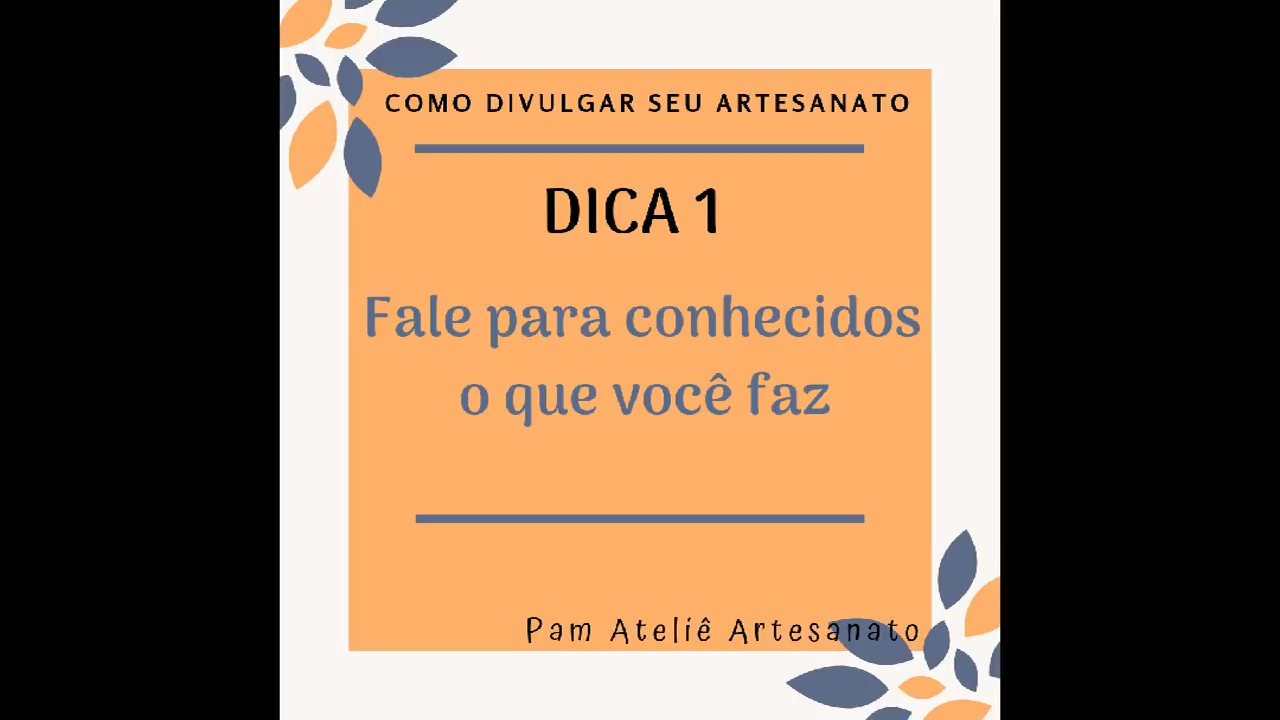 COMO DIVULGAR SEU ARTESANATO
DICA 1
Fale para conhecidos
o que você faz
Pam Ateliê Artesanato